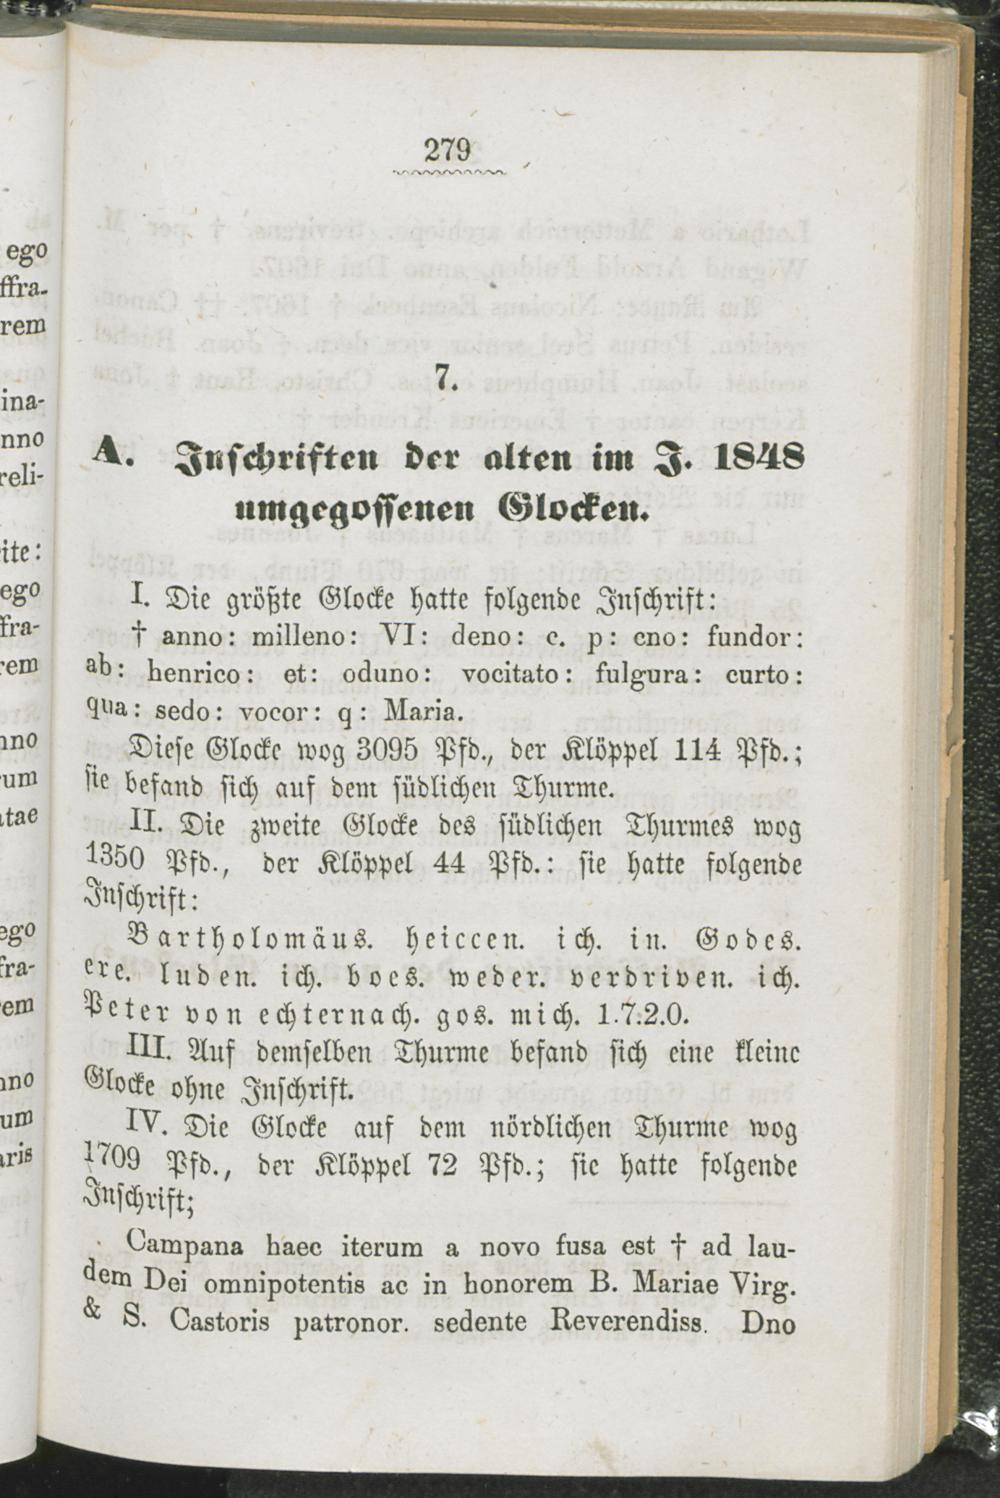 279
7.
A. Inschriften der alten im J. 1848
umgegossenen Glocken.
I. Die größte Glocke hatte folgende Inschrift:
† anno: milleno: VI: deno: c. p: cno: fundor:
ab: henrico: et: oduno: vocitato: fulgura: curto:
qua: sedo: vocor: q: Maria.
Diese Glocke wog 3095 Pfd., der Klöppel 114 Pfd.;
sie befand sich auf dem südlichen Thurme.
II. Die zweite Glocke des südlichen Thurmes wog
1350 Pfd., der Klöppel 44 Pfd.: sie hatte folgende
Inschrift:
Bartholomäus. heiccen. ich. in. Godes.
ere. luden. ich. boes. weder. verdriven. ich.
Peter von echternach. gos. mich. 1.7.2.0.
III. Auf demselben Thurme befand sich eine kleine
Glocke ohne Inschrift.
IV. Die Glocke auf dem nördlichen Thurme wog
1709 Pfd., der Klöppel 72 Pfd.; sie hatte folgende
Inschrift;
Campana haec iterum a novo fusa est † ad lau-
dem Dei omnipotentis ac in honorem B. Mariae Virg.
& S. Castoris patronor. sedente Reverendiss. Dno